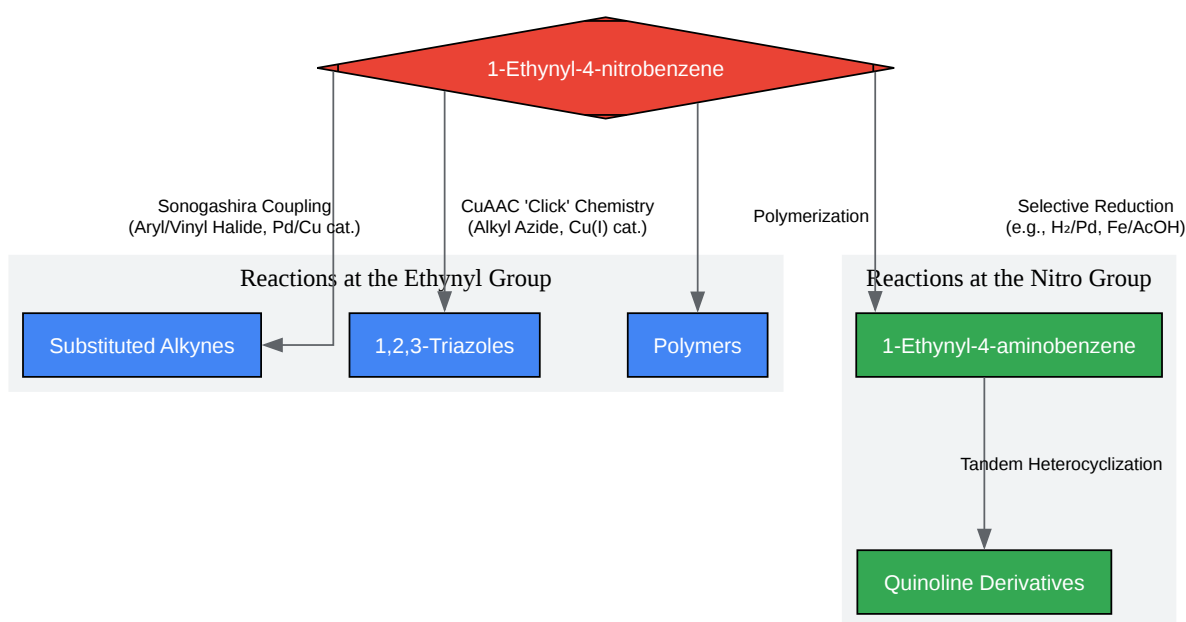 1-Ethynyl-4-nitrobenzene
Sonogashira Coupling
(Aryl/Vinyl Halide, Pd/Cu cat.)
CuAAC 'Click' Chemistry
(Alkyl Azide, Cu(I) cat.)
Polymerization
Selective Reduction
(e.g., H₂/Pd, Fe/AcOH)
Reactions at the Ethynyl Group
Reactions at the Nitro Group
Substituted Alkynes
1,2,3-Triazoles
Polymers
1-Ethynyl-4-aminobenzene
Tandem Heterocyclization
Quinoline Derivatives